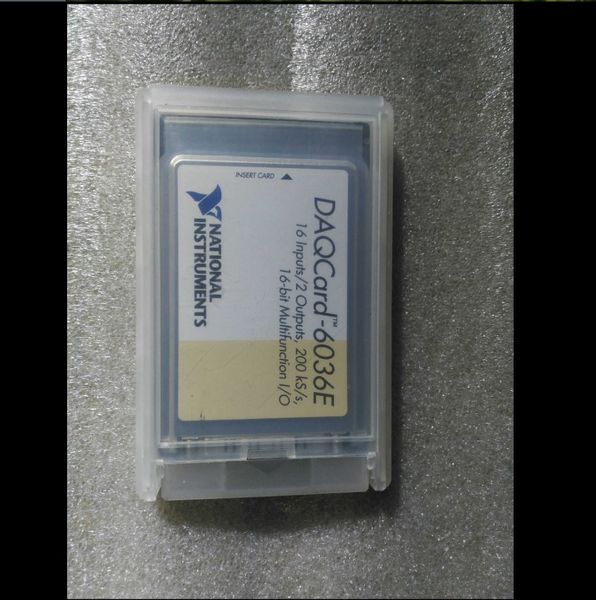 INSERT CARD
DAQCard™-6036E
16 Inputs/2 Outputs, 200 kS/s,
16-bit Multifunction I/O
NATIONAL
INSTRUMENTS